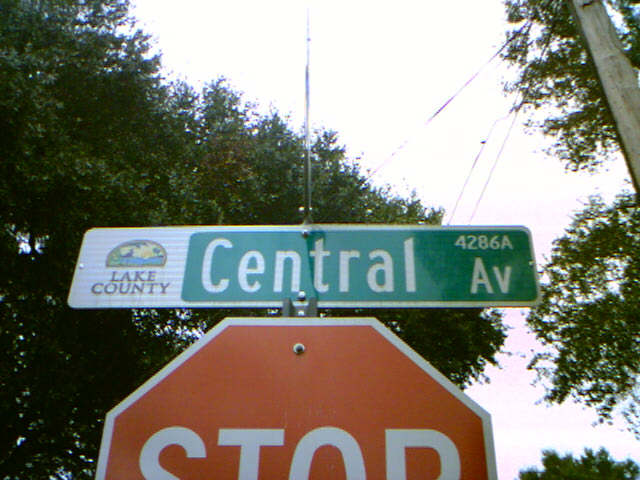 LAKE
COUNTY
Central Av
4286A
STOP